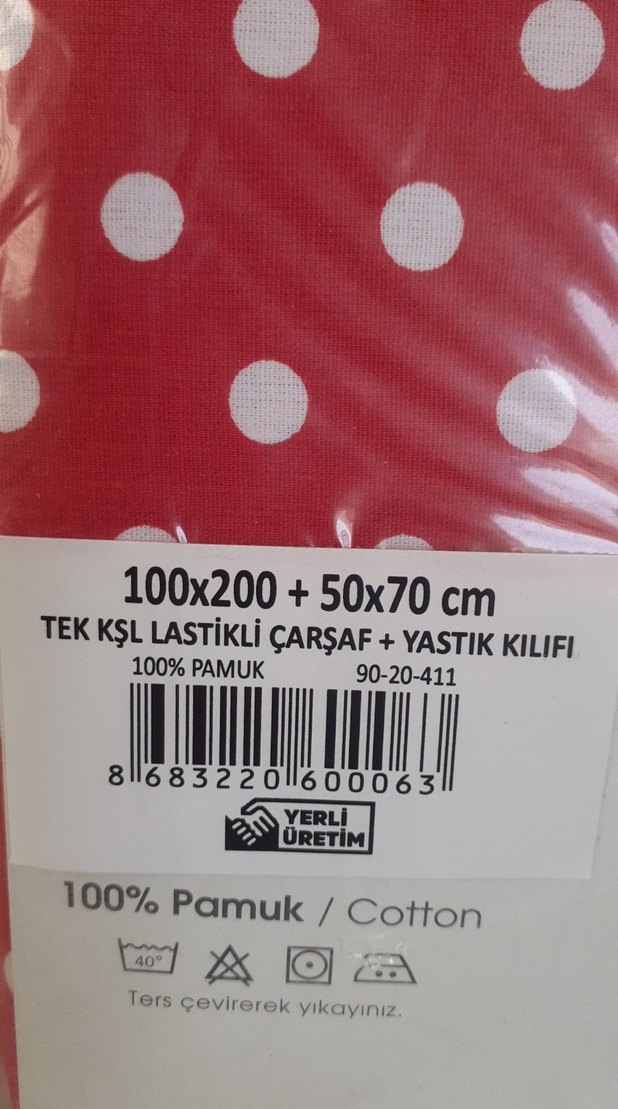 100x200 + 50x70 cm
TEK KŞL LASTİKLİ ÇARŞAF + YASTIK KILIFI
100% PAMUK 90-20-411
8 683220 600063
YERLİ
ÜRETİM
100% Pamuk / Cotton
40°
Ters çevirerek yıkayınız.